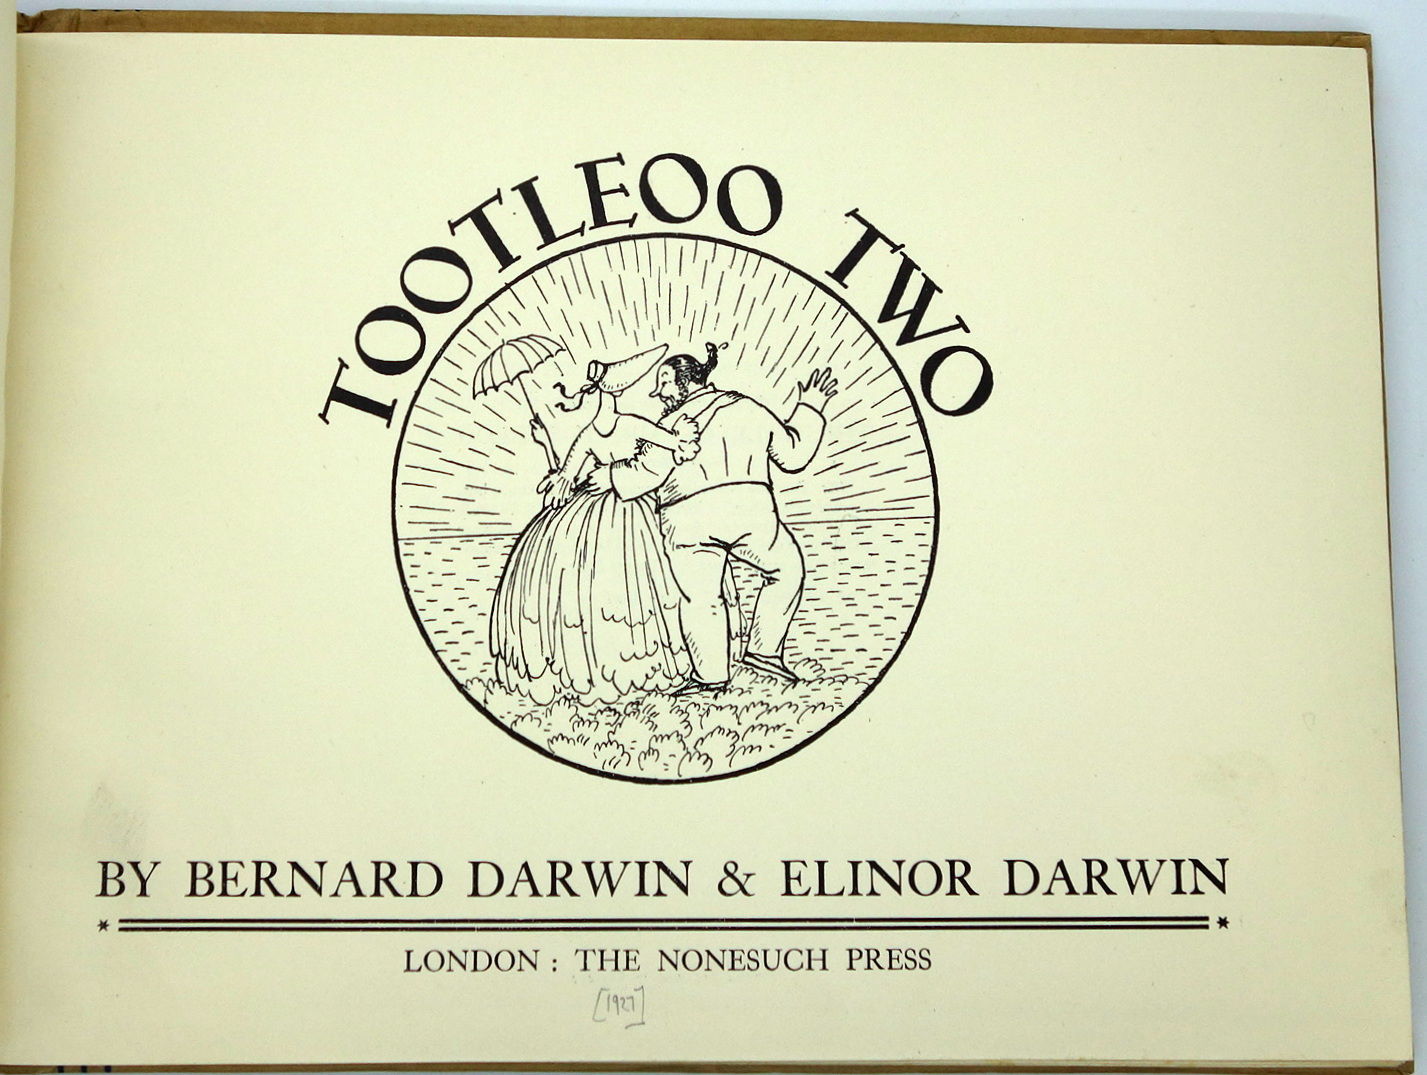 TOOTLEOO TWO
BY BERNARD DARWIN & ELINOR DARWIN
LONDON : THE NONESUCH PRESS
[1927]